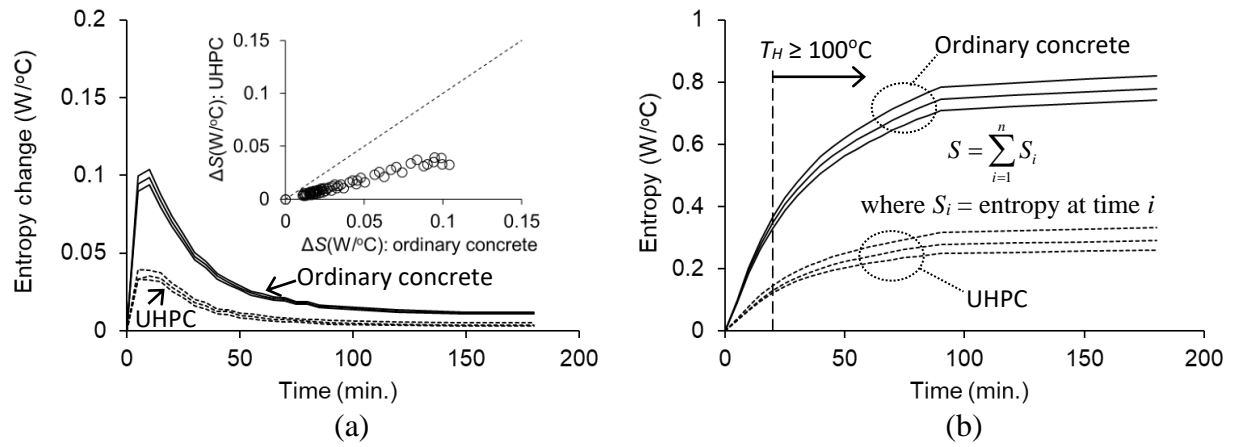 Entropy change (W/°C)
0.2
0.15
0.1
0.05
0
0
50
100
150
200
Time (min.)
ΔS(W/°C): UHPC
0.15
0.1
0.05
0
0
0.05
0.1
0.15
ΔS(W/°C): ordinary concrete
Ordinary concrete
UHPC
(a)
Entropy (W/°C)
1
0.8
0.6
0.4
0.2
0
0
50
100
150
200
Time (min.)
T_H ≥ 100°C
Ordinary concrete
S = ∑_{i=1}^{n} S_i
where S_i = entropy at time i
UHPC
(b)